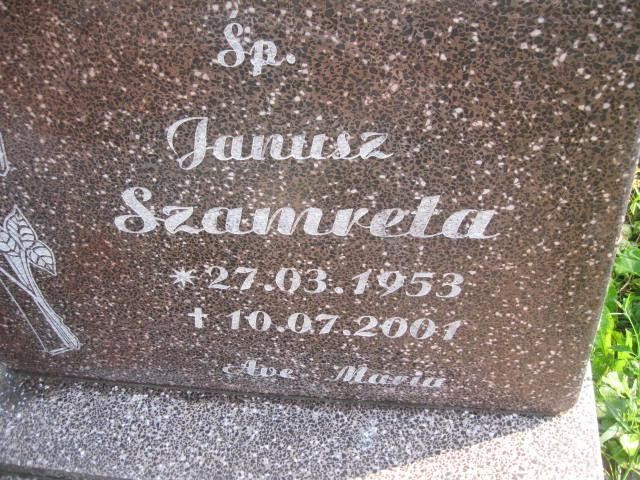 Śp.
Janusz
Szamreta
* 27.03.1953
† 10.07.2001
Ave Maria